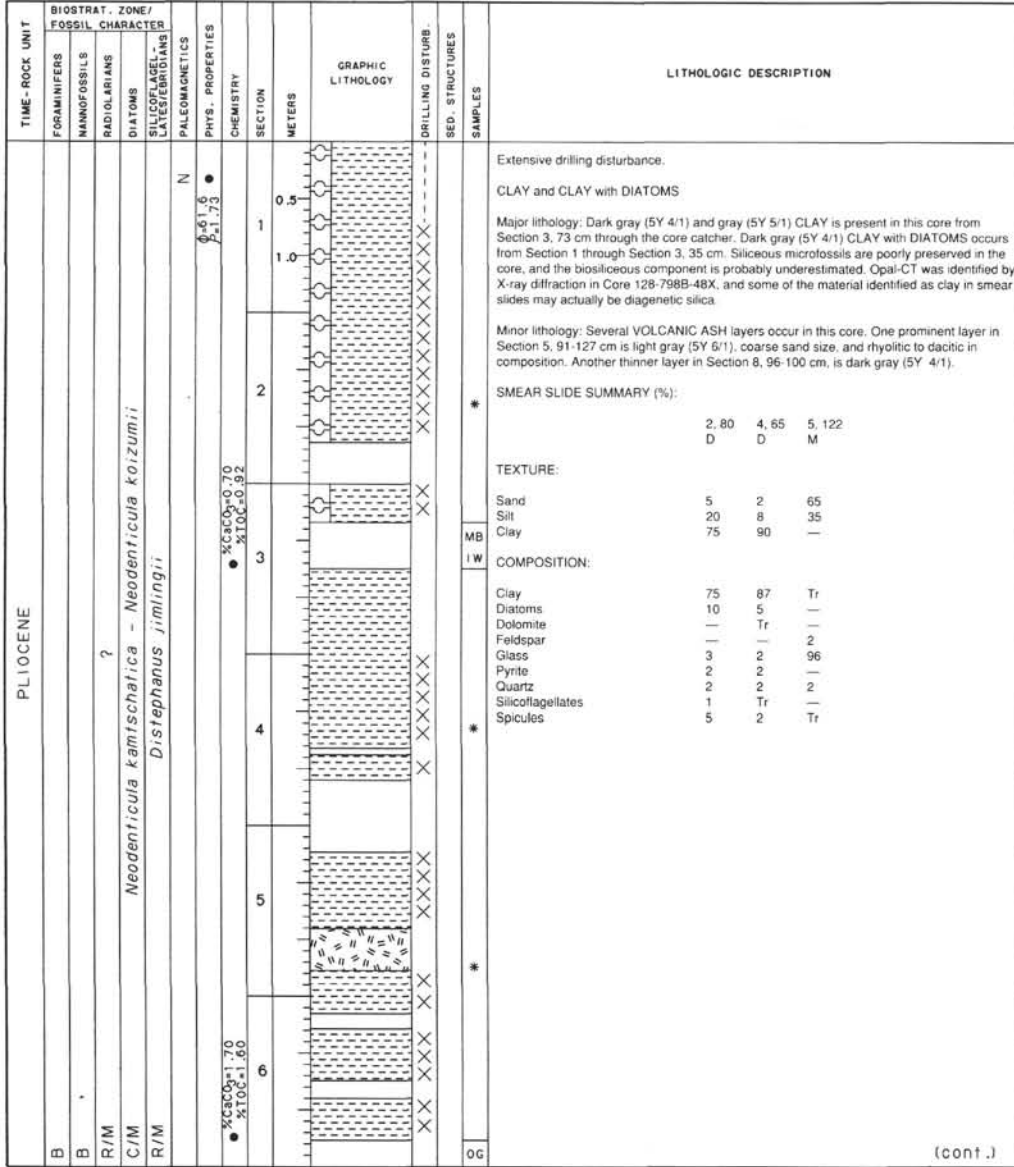 TIME-ROCK UNIT
BIOSTRAT. ZONE/
FOSSIL CHARACTER
FORAMINIFERS
NANNOFOSSILS
RADIOLARIANS
DIATOMS
SILICOFLAGEL-
LATES/EBRIDIANS
PALEOMAGNETICS
PHYS. PROPERTIES
CHEMISTRY
SECTION
METERS
GRAPHIC
LITHOLOGY
DRILLING DISTURB.
SED. STRUCTURES
SAMPLES
LITHOLOGIC DESCRIPTION
PLIOCENE
B
B
R/M
?
C/M
Neodenticula kamtschatica - Neodenticula koizumii
R/M
Distephanus jimlingii
N
Φ=61.6
ρ=1.73
●
%CaCO₃=0.70
%TOC=0.92
●
%CaCO₃=1.70
%TOC=1.60
●
1
2
3
4
5
6
0.5
1.0
*
MB
IW
*
*
OG
Extensive drilling disturbance.
CLAY and CLAY with DIATOMS
Major lithology: Dark gray (5Y 4/1) and gray (5Y 5/1) CLAY is present in this core from
Section 3, 73 cm through the core catcher. Dark gray (5Y 4/1) CLAY with DIATOMS occurs
from Section 1 through Section 3, 35 cm. Siliceous microfossils are poorly preserved in the
core, and the biosiliceous component is probably underestimated. Opal-CT was identified by
X-ray diffraction in Core 128-798B-48X, and some of the material identified as clay in smear
slides may actually be diagenetic silica.
Minor lithology: Several VOLCANIC ASH layers occur in this core. One prominent layer in
Section 5, 91-127 cm is light gray (5Y 6/1), coarse sand size, and rhyolitic to dacitic in
composition. Another thinner layer in Section 8, 96-100 cm, is dark gray (5Y 4/1).
SMEAR SLIDE SUMMARY (%):
2, 80 4, 65 5, 122
D D M
TEXTURE:
Sand 5 2 65
Silt 20 8 35
Clay 75 90 —
COMPOSITION:
Clay 75 87 Tr
Diatoms 10 5 —
Dolomite — Tr —
Feldspar — — 2
Glass 3 2 96
Pyrite 2 2 —
Quartz 2 2 2
Silicoflagellates 1 Tr —
Spicules 5 2 Tr
(cont.)